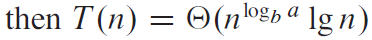 then T(n) = Θ(n^{log_b a} lg n)